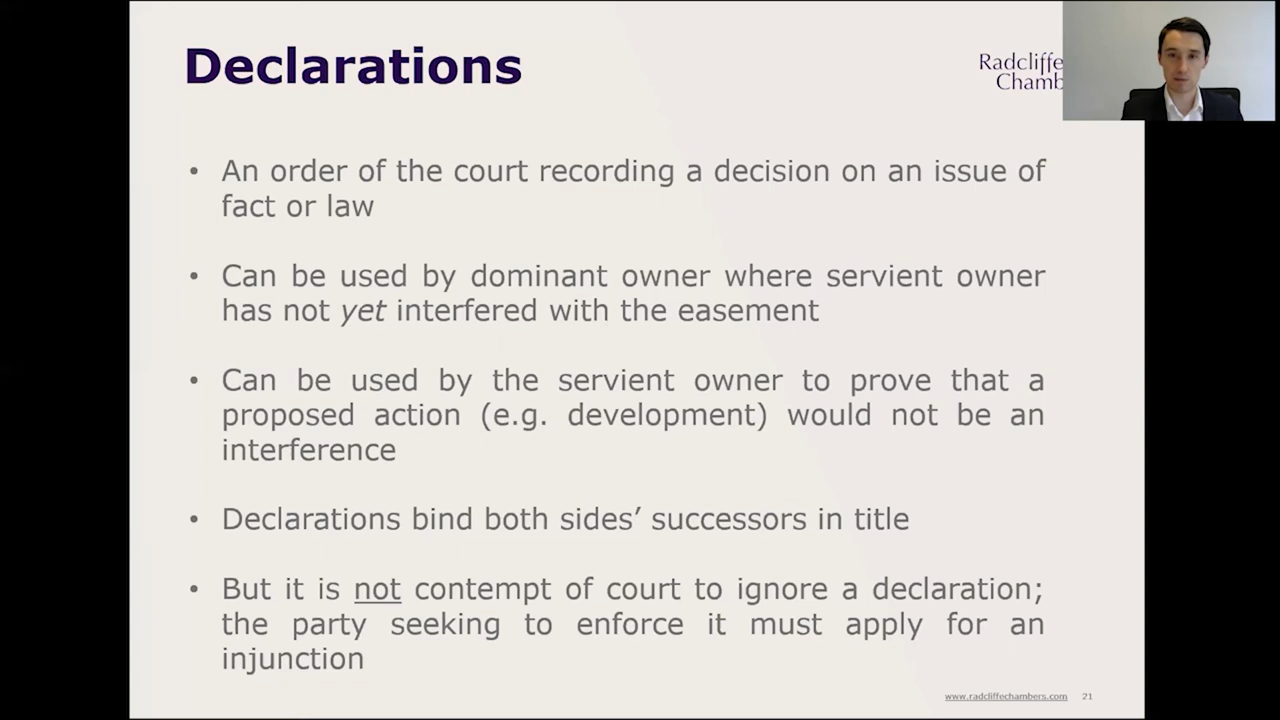 Declarations
Radcliffe
Chamb
• An order of the court recording a decision on an issue of
fact or law
• Can be used by dominant owner where servient owner
has not yet interfered with the easement
• Can be used by the servient owner to prove that a
proposed action (e.g. development) would not be an
interference
• Declarations bind both sides’ successors in title
• But it is not contempt of court to ignore a declaration;
the party seeking to enforce it must apply for an
injunction
www.radcliffechambers.com 21